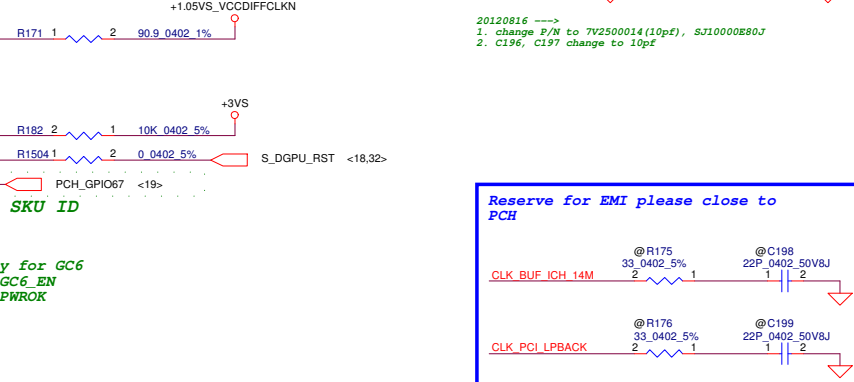 +1.05VS_VCCDIFFCLKN
R171 1 2 90.9_0402_1%
20120816 --->
1. change P/N to 7V2500014(10pf), SJ10000E80J
2. C196, C197 change to 10pf
+3VS
R182 2 1 10K_0402_5%
R1504 1 2 0_0402_5%
S_DGPU_RST <18,32>
PCH_GPIO67 <19>
SKU ID
y for GC6
GC6_EN
PWROK
Reserve for EMI please close to
PCH
@R175 @C198
33_0402_5% 22P_0402_50V8J
CLK_BUF_ICH_14M 2 1 1 2
@R176 @C199
33_0402_5% 22P_0402_50V8J
CLK_PCI_LPBACK 2 1 1 2